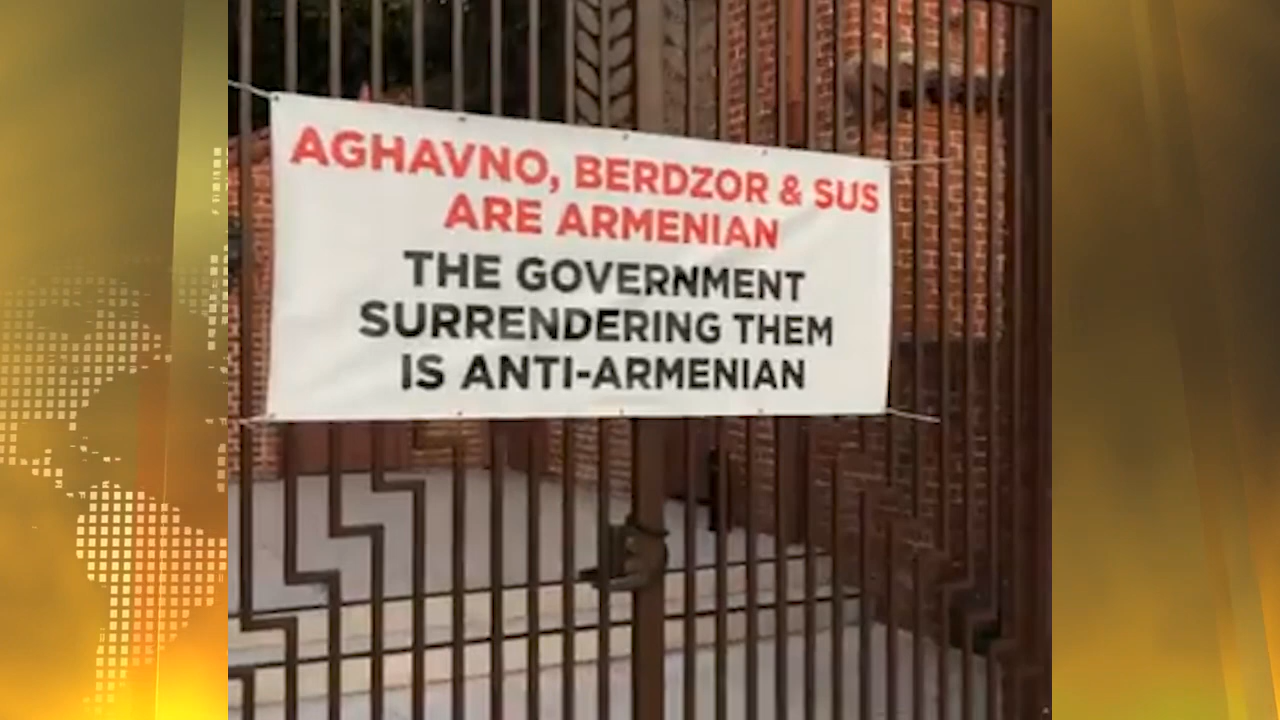 AGHAVNO, BERDZOR & SUS
ARE ARMENIAN
THE GOVERNMENT
SURRENDERING THEM
IS ANTI-ARMENIAN